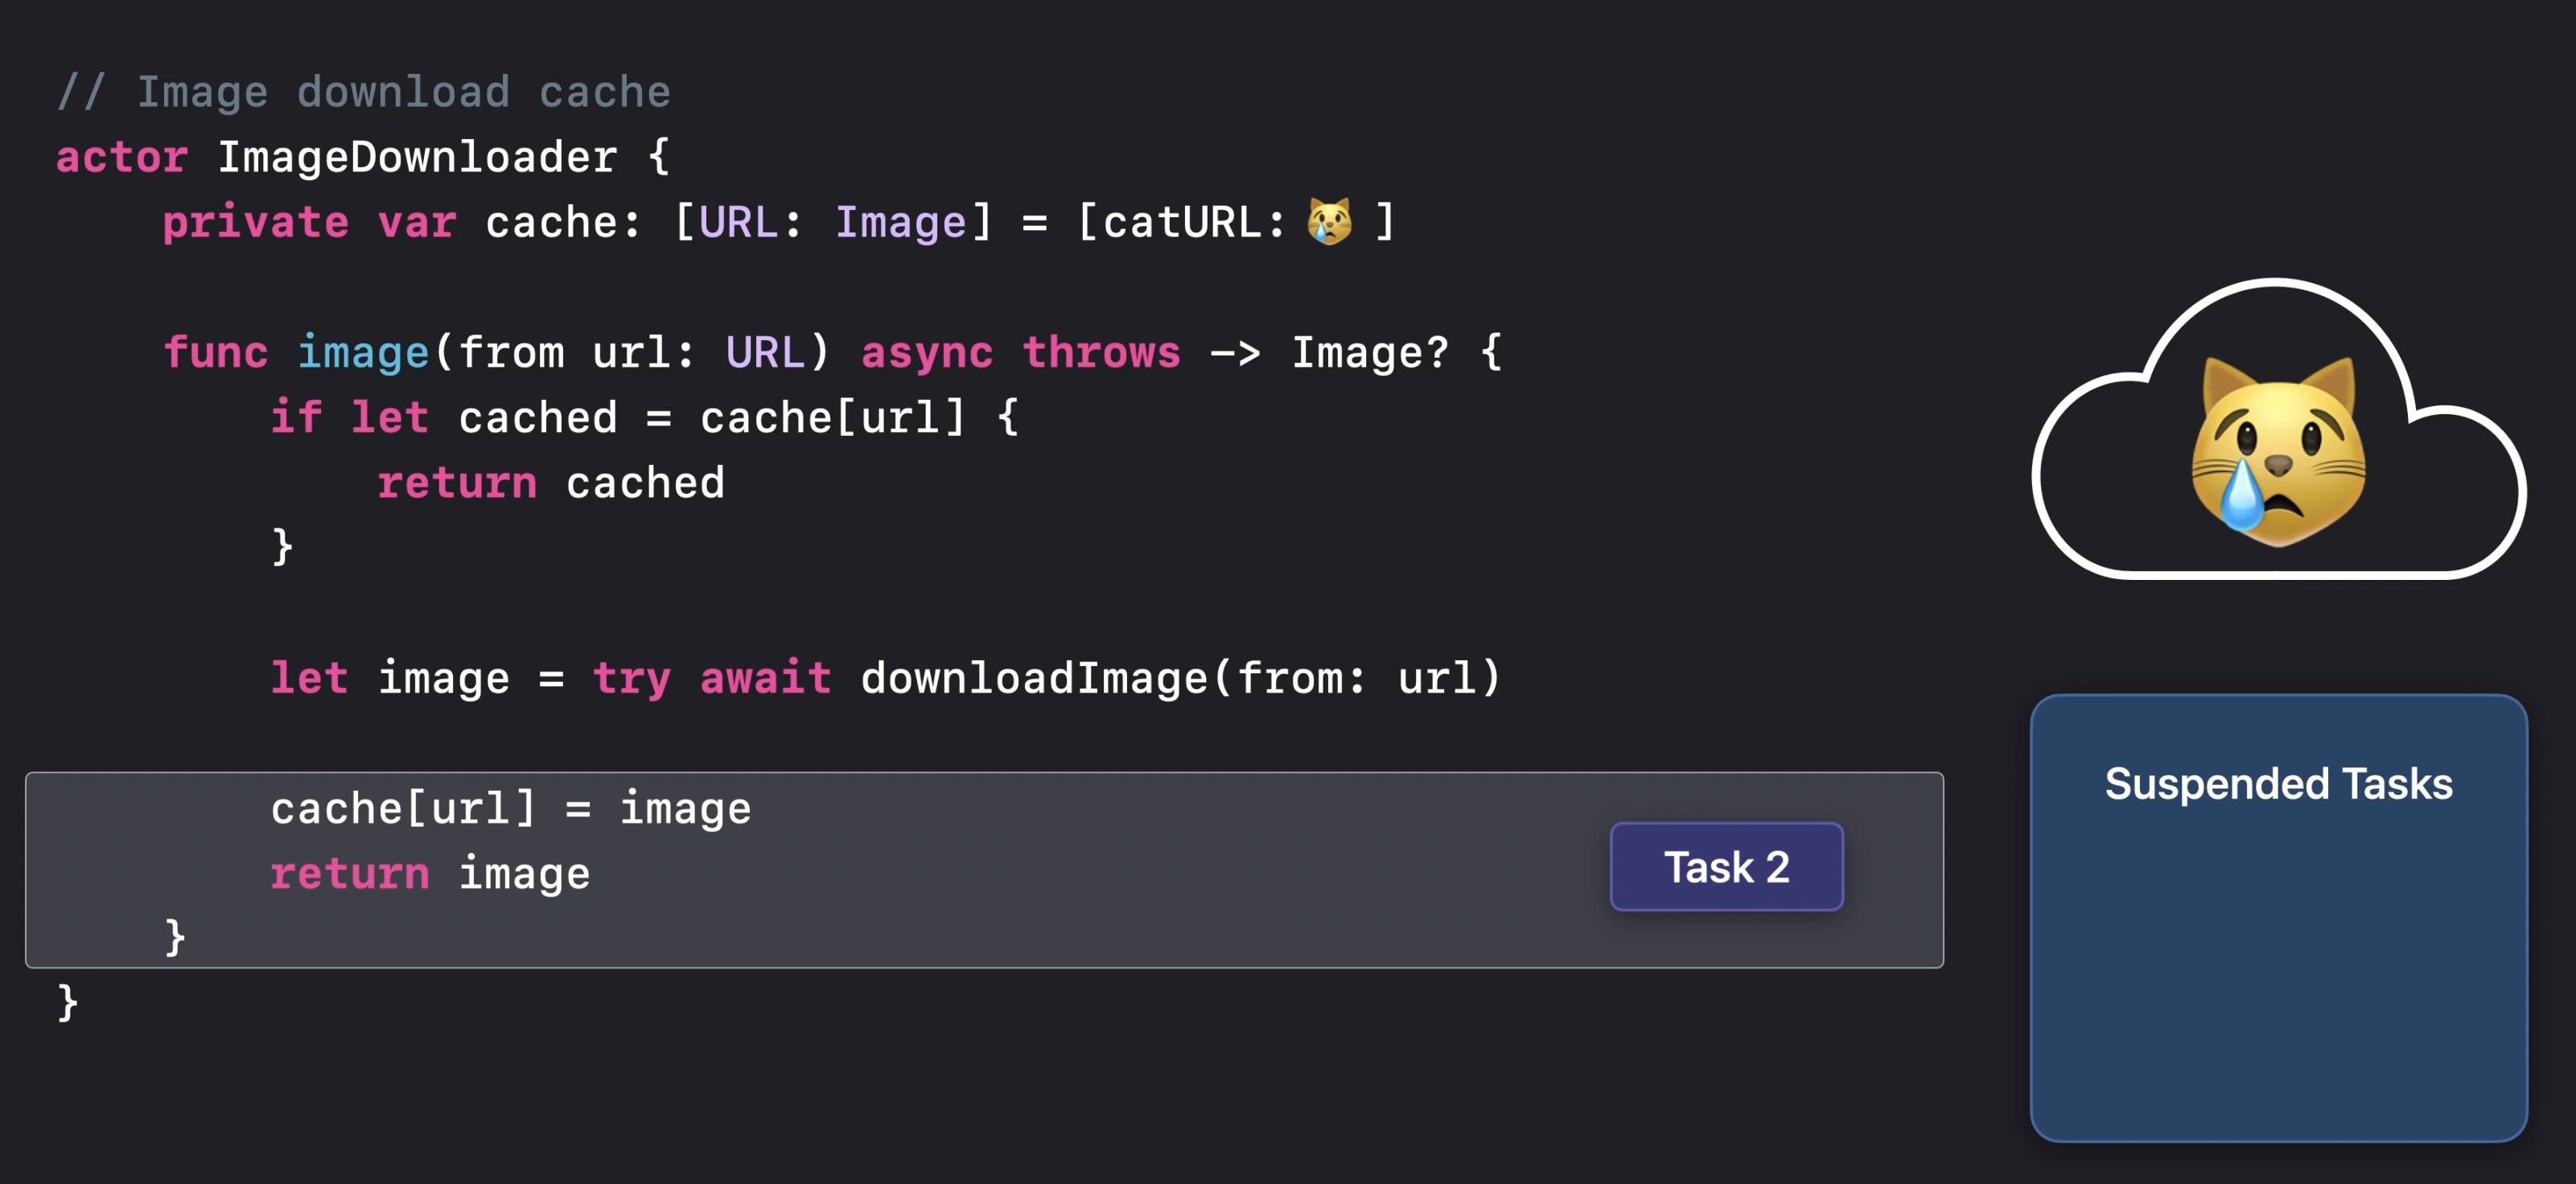 // Image download cache
actor ImageDownloader {
    private var cache: [URL: Image] = [catURL: 😿 ]
    func image(from url: URL) async throws –> Image? {
        if let cached = cache[url] {
            return cached
        }
        let image = try await downloadImage(from: url)
        cache[url] = image
        return image
    }
}
Task 2
Suspended Tasks